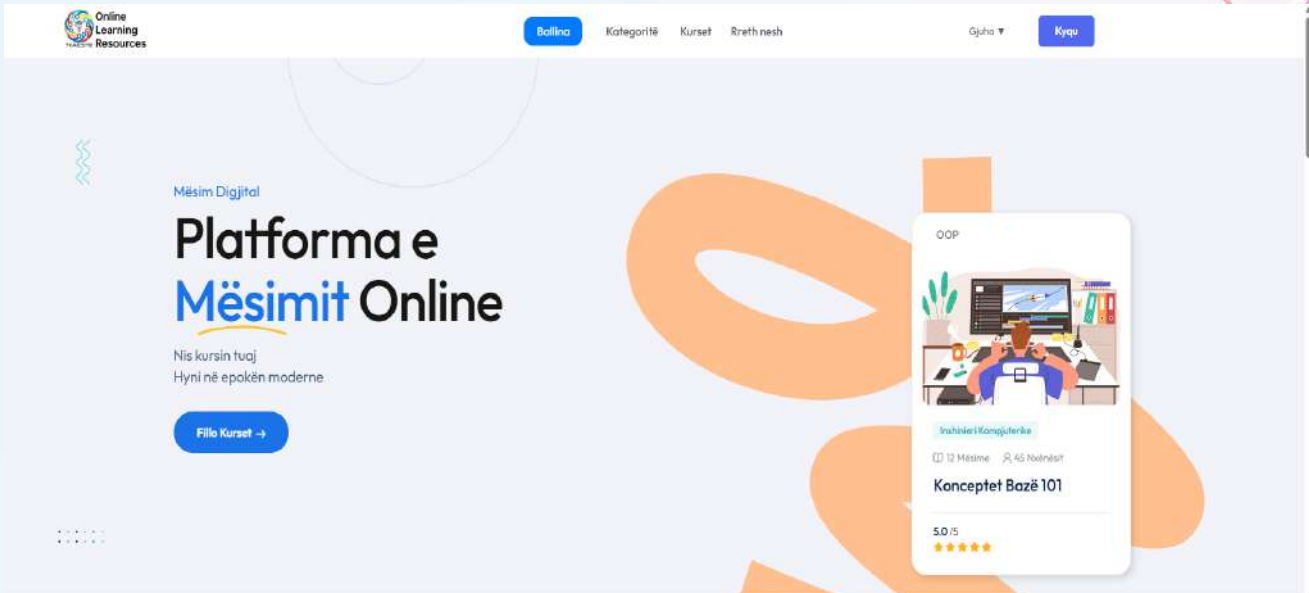 Online
Learning
Resources
Ballina
Kategoritë
Kurset
Rreth nesh
Gjuha ▼
Kyqu
Mësim Digjital
Platforma e
Mësimit Online
Nis kursin tuaj
Hyni në epokën moderne
Fillo Kurset →
OOP
Inxhinieri Kompjuterike
12 Mësime
45 Nxënësit
Konceptet Bazë 101
5.0 /5